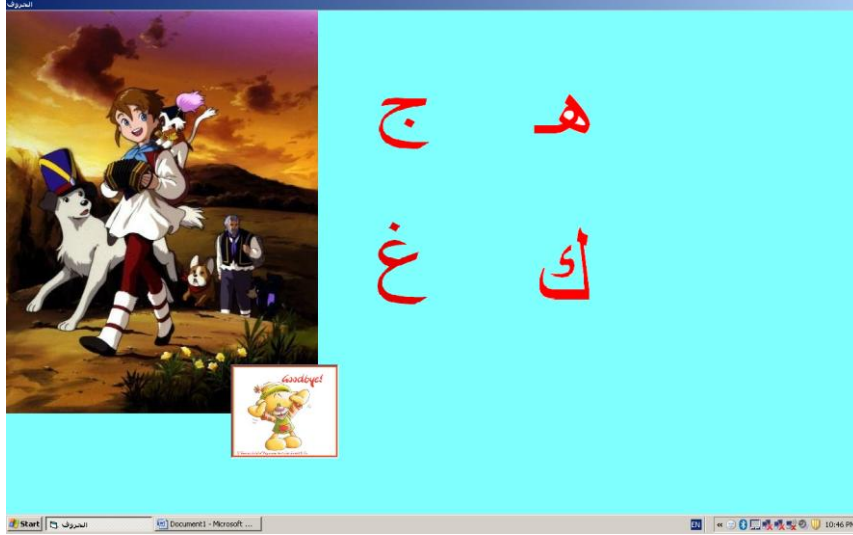 الحروف
هـ ج
ك غ
Goodbye!
Start
الحروف
Document1 - Microsoft ...
EN
«
10:46 PM